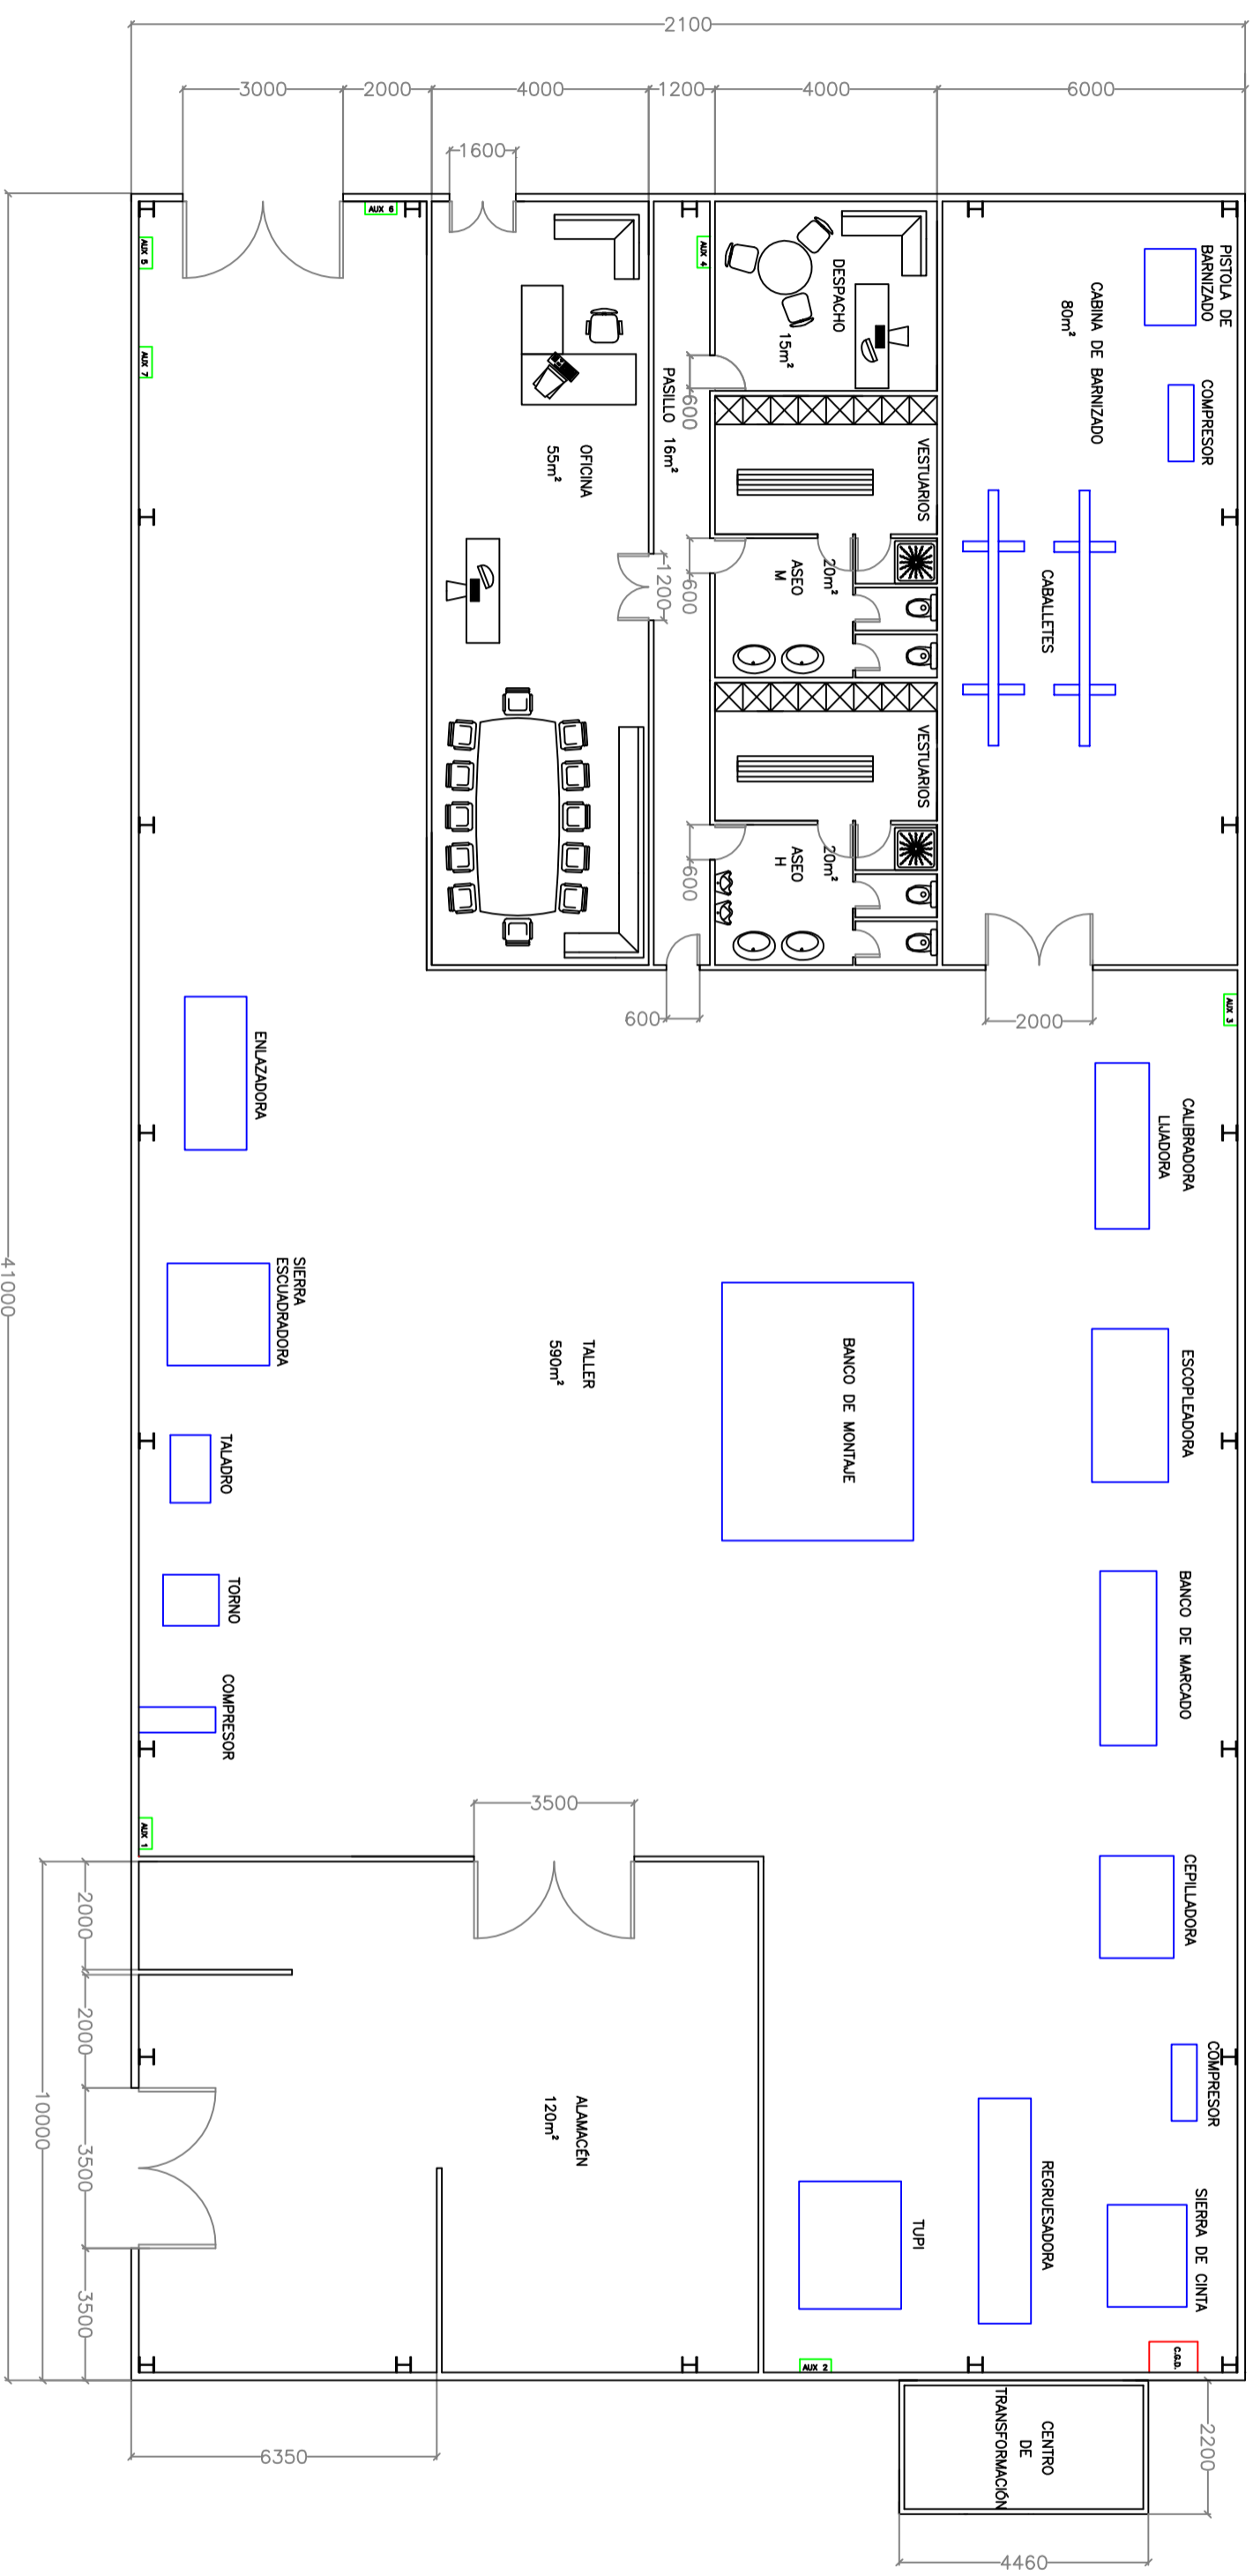 2100
3000
2000
4000
1200
4000
6000
1600
41000
AUX 6
AUX 5
AUX 7
AUX 4
PISTOLA DE
BARNIZADO
COMPRESOR
CABINA DE BARNIZADO
80m²
CABALLETES
DESPACHO
15m²
PASILLO 16m²
600
VESTUARIOS
OFICINA
55m²
20m²
ASEO
M
600
1200
VESTUARIOS
20m²
ASEO
H
600
600
2000
AUX 3
ENLAZADORA
CALIBRADORA
LIJADORA
SIERRA
ESCUADRADORA
TALLER
590m²
BANCO DE MONTAJE
ESCOPLEADORA
TALADRO
TORNO
BANCO DE MARCADO
COMPRESOR
AUX 1
3500
CEPILLADORA
2000
2000
10000
3500
3500
ALAMACÉN
120m²
COMPRESOR
REGRUESADORA
SIERRA DE CINTA
TUPI
AUX 2
C.G.D.
6350
CENTRO
DE
TRANSFORMACIÓN
2200
4460